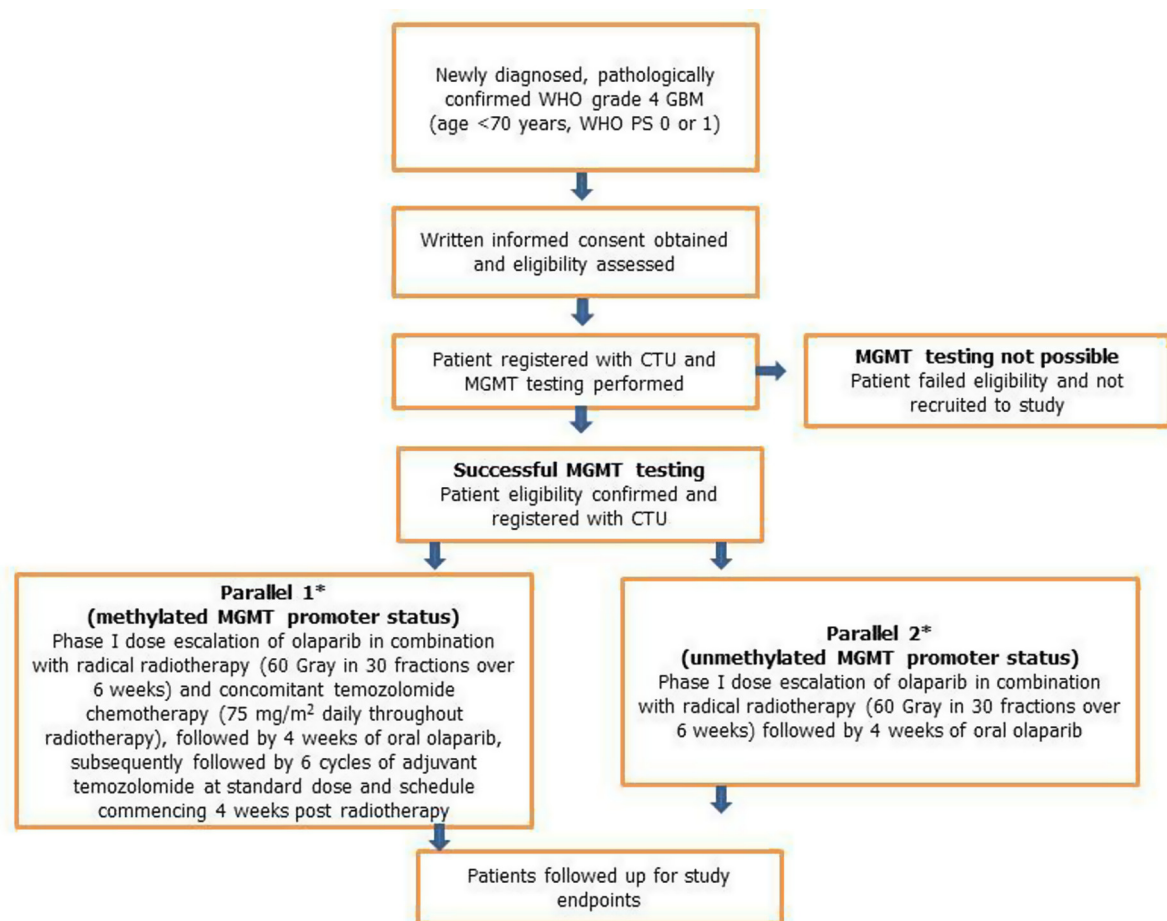 Newly diagnosed, pathologically
confirmed WHO grade 4 GBM
(age <70 years, WHO PS 0 or 1)
Written informed consent obtained
and eligibility assessed
Patient registered with CTU and
MGMT testing performed
MGMT testing not possible
Patient failed eligibility and not
recruited to study
Successful MGMT testing
Patient eligibility confirmed and
registered with CTU
Parallel 1*
(methylated MGMT promoter status)
Phase I dose escalation of olaparib in combination
with radical radiotherapy (60 Gray in 30 fractions over
6 weeks) and concomitant temozolomide
chemotherapy (75 mg/m² daily throughout
radiotherapy), followed by 4 weeks of oral olaparib,
subsequently followed by 6 cycles of adjuvant
temozolomide at standard dose and schedule
commencing 4 weeks post radiotherapy
Parallel 2*
(unmethylated MGMT promoter status)
Phase I dose escalation of olaparib in combination
with radical radiotherapy (60 Gray in 30 fractions over
6 weeks) followed by 4 weeks of oral olaparib
Patients followed up for study
endpoints